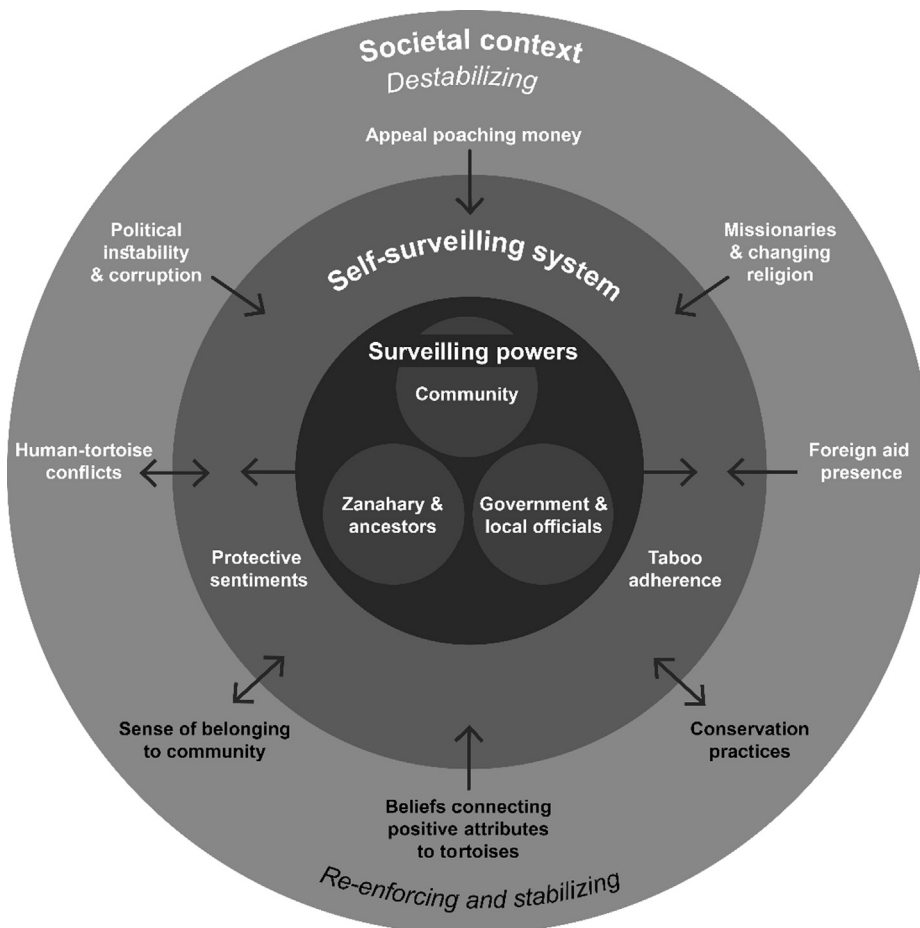 Societal context
Destabilizing
Appeal poaching money
Political
instability
& corruption
Missionaries
& changing
religion
Self-surveilling system
Surveilling powers
Community
Human-tortoise
conflicts
Foreign aid
presence
Zanahary &
ancestors
Government &
local officials
Protective
sentiments
Taboo
adherence
Sense of belonging
to community
Conservation
practices
Beliefs connecting
positive attributes
to tortoises
Re-enforcing and stabilizing